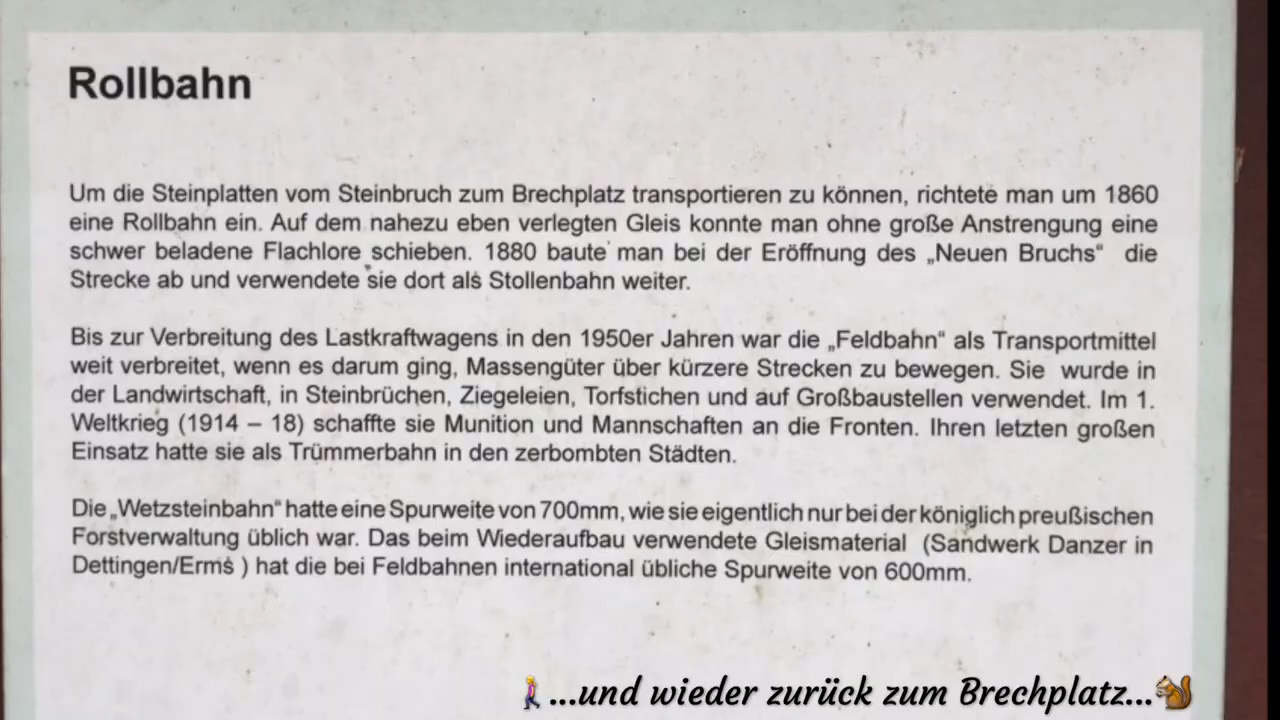 Rollbahn
Um die Steinplatten vom Steinbruch zum Brechplatz transportieren zu können, richtete man um 1860
eine Rollbahn ein. Auf dem nahezu eben verlegten Gleis konnte man ohne große Anstrengung eine
schwer beladene Flachlore schieben. 1880 baute man bei der Eröffnung des „Neuen Bruchs“ die
Strecke ab und verwendete sie dort als Stollenbahn weiter.
Bis zur Verbreitung des Lastkraftwagens in den 1950er Jahren war die „Feldbahn“ als Transportmittel
weit verbreitet, wenn es darum ging, Massengüter über kürzere Strecken zu bewegen. Sie wurde in
der Landwirtschaft, in Steinbrüchen, Ziegeleien, Torfstichen und auf Großbaustellen verwendet. Im 1.
Weltkrieg (1914 – 18) schaffte sie Munition und Mannschaften an die Fronten. Ihren letzten großen
Einsatz hatte sie als Trümmerbahn in den zerbombten Städten.
Die „Wetzsteinbahn“ hatte eine Spurweite von 700mm, wie sie eigentlich nur bei der königlich preußischen
Forstverwaltung üblich war. Das beim Wiederaufbau verwendete Gleismaterial (Sandwerk Danzer in
Dettingen/Erms ) hat die bei Feldbahnen international übliche Spurweite von 600mm.
...und wieder zurück zum Brechplatz...